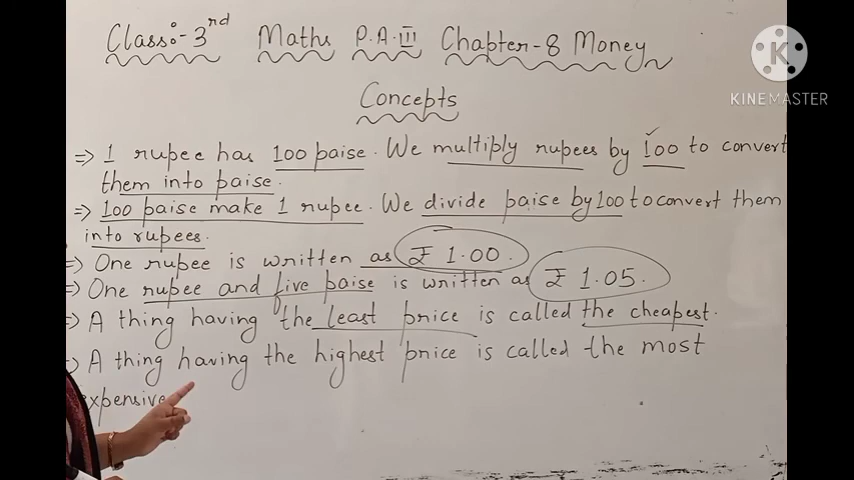 Class:- 3rd Maths P.A.III Chapter-8 Money
K
KINEMASTER
Concepts
⇒ 1 rupee has 100 paise. We multiply rupees by 100 to convert
them into paise.
⇒ 100 paise make 1 rupee. We divide paise by 100 to convert them
into rupees.
⇒ One rupee is written as ₹ 1.00
⇒ One rupee and five paise is written as ₹ 1.05.
⇒ A thing having the least price is called the cheapest.
⇒ A thing having the highest price is called the most
expensive